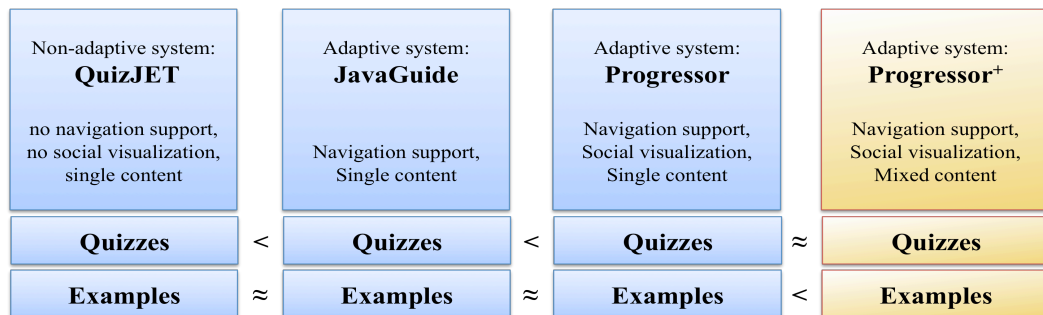 Non-adaptive system:
QuizJET
no navigation support,
no social visualization,
single content
Adaptive system:
JavaGuide
Navigation support,
Single content
Adaptive system:
Progressor
Navigation support,
Social visualization,
Single content
Adaptive system:
Progressor⁺
Navigation support,
Social visualization,
Mixed content
Quizzes < Quizzes < Quizzes ≈ Quizzes
Examples ≈ Examples ≈ Examples < Examples